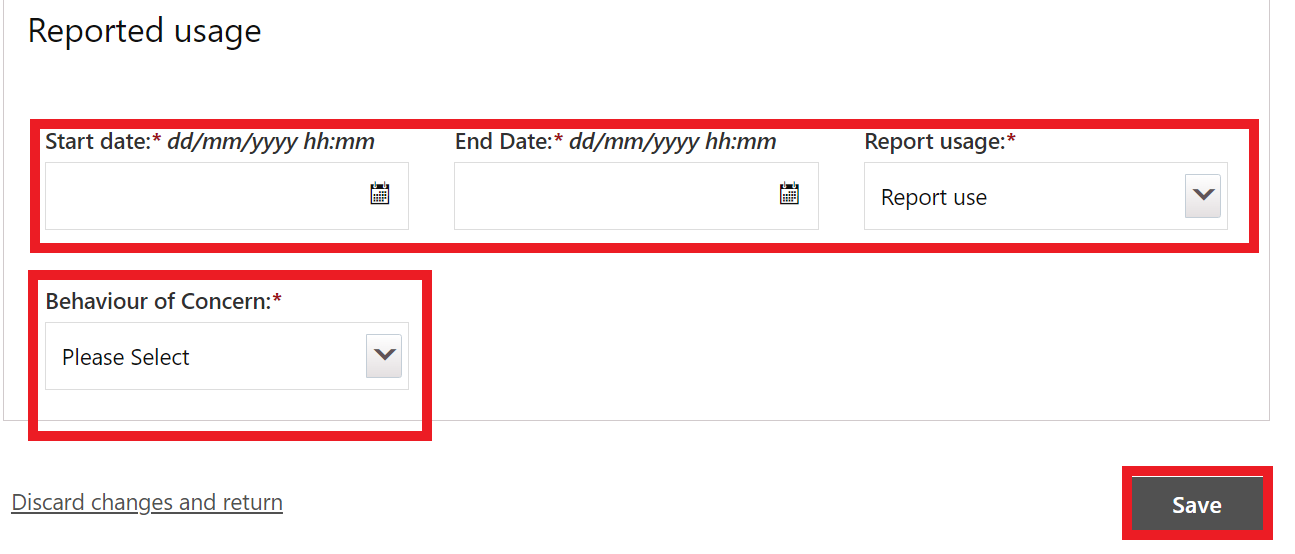 Reported usage
Start date:* dd/mm/yyyy hh:mm End Date:* dd/mm/yyyy hh:mm Report usage:*
Report use
Behaviour of Concern:*
Please Select
Discard changes and return Save